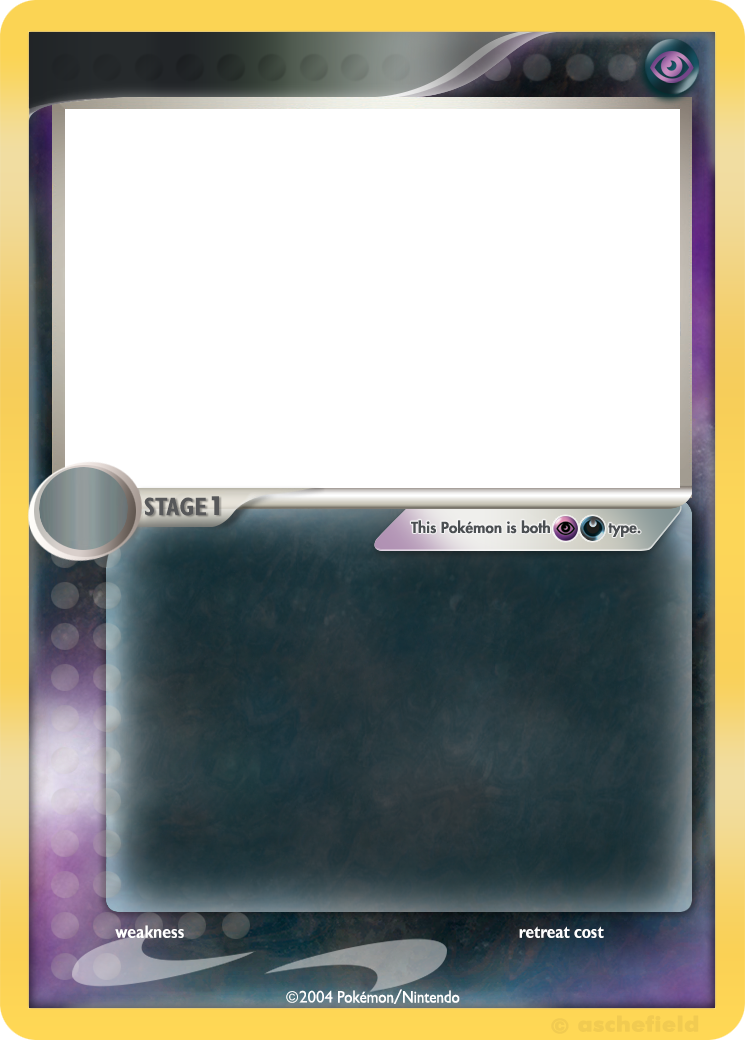 STAGE 1
This Pokémon is both type.
weakness
retreat cost
©2004 Pokémon/Nintendo
© aschefield